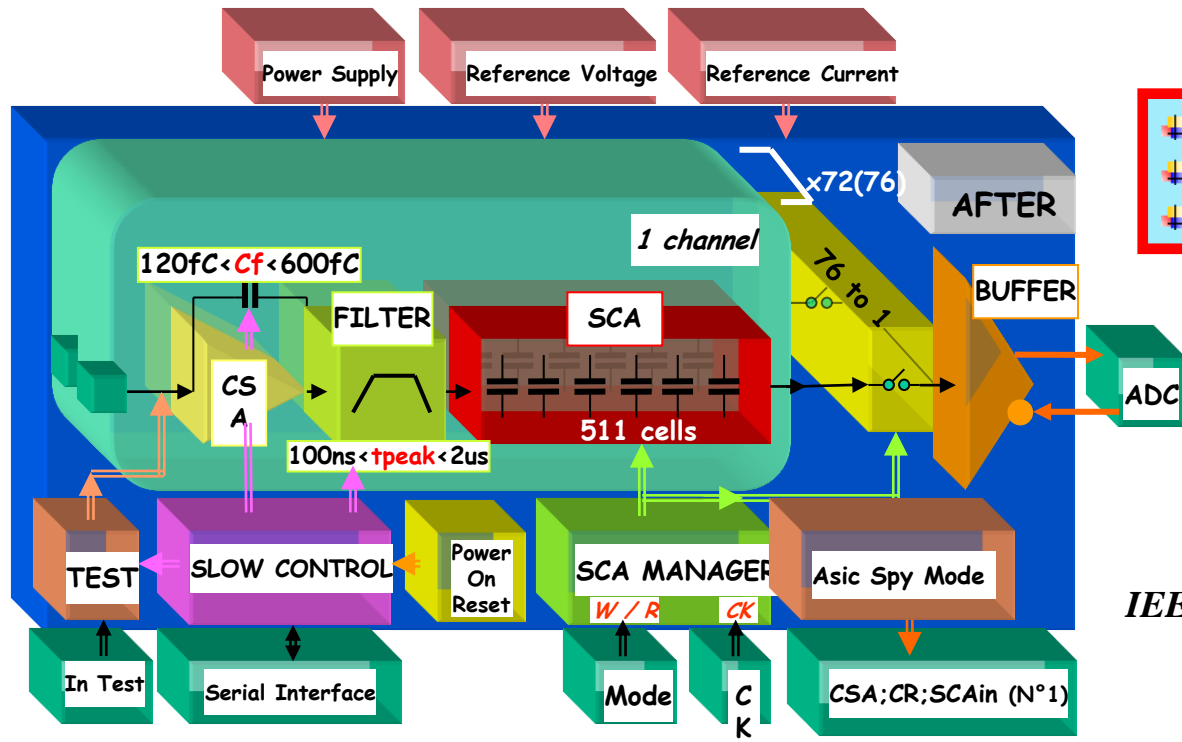 Power Supply
Reference Voltage
Reference Current
x72(76)
AFTER
1 channel
120fC<Cf<600fC
FILTER
SCA
76 to 1
BUFFER
CS
A
ADC
511 cells
100ns<tpeak<2us
TEST
SLOW CONTROL
Power
On
Reset
SCA MANAGER
W / R
CK
Asic Spy Mode
IEE
In Test
Serial Interface
Mode
C
K
CSA;CR;SCAin (N°1)